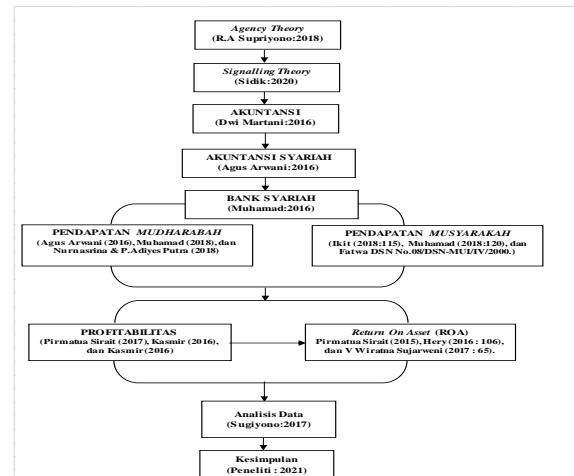 Agency Theory
(R.A Supriyono:2018)
Signalling Theory
(Sidik:2020)
AKUNTANSI
(Dwi Martani:2016)
AKUNTANSI SYARIAH
(Agus Arwani:2016)
BANK SYARIAH
(Muhamad:2016)
PENDAPATAN MUDHARABAH
(Agus Arwani (2016), Muhamad (2018), dan
Nurnasrina & P.Adiyes Putra (2018)
PENDAPATAN MUSYARAKAH
(Ikit (2018:115), Muhamad (2018:120), dan
Fatwa DSN No.08/DSN-MUI/IV/2000.)
PROFITABILITAS
(Pirmatua Sirait (2017), Kasmir (2016),
dan Kasmir (2016)
Return On Asset (ROA)
Pirmatua Sirait (2015), Hery (2016 : 106),
dan V Wiratna Sujarweni (2017 : 65).
Analisis Data
(Sugiyono:2017)
Kesimpulan
(Peneliti : 2021)